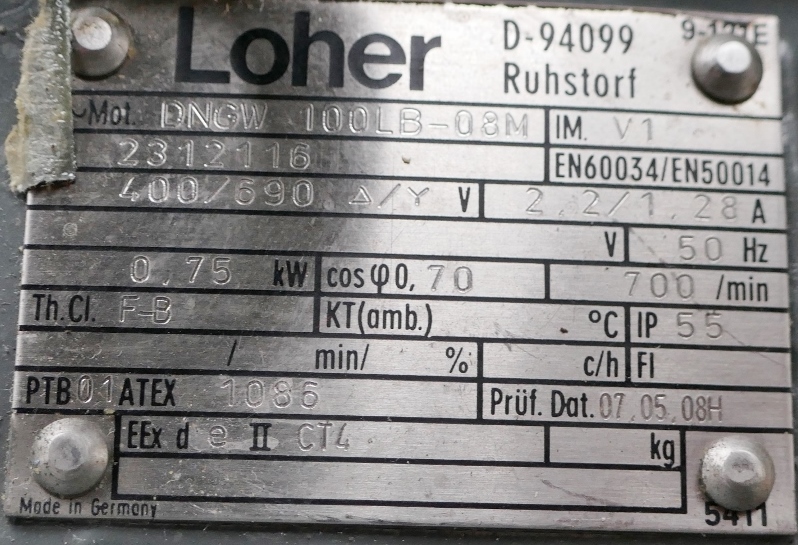 Loher D-94099
Ruhstorf
~Mot. DNGW 100LB-08M IM. V1
2312116 EN60034/EN50014
400/690 Δ/Y V 2,2/1,28 A
V 50 Hz
0,75 kW cosφ0,70 700 /min
Th.Cl. F-B KT(amb.) °C IP 55
/ min/ % c/h FI
PTB01ATEX 1086 Prüf. Dat. 07.05.08H
EEx d e II CT4 kg
Made in Germany 5411